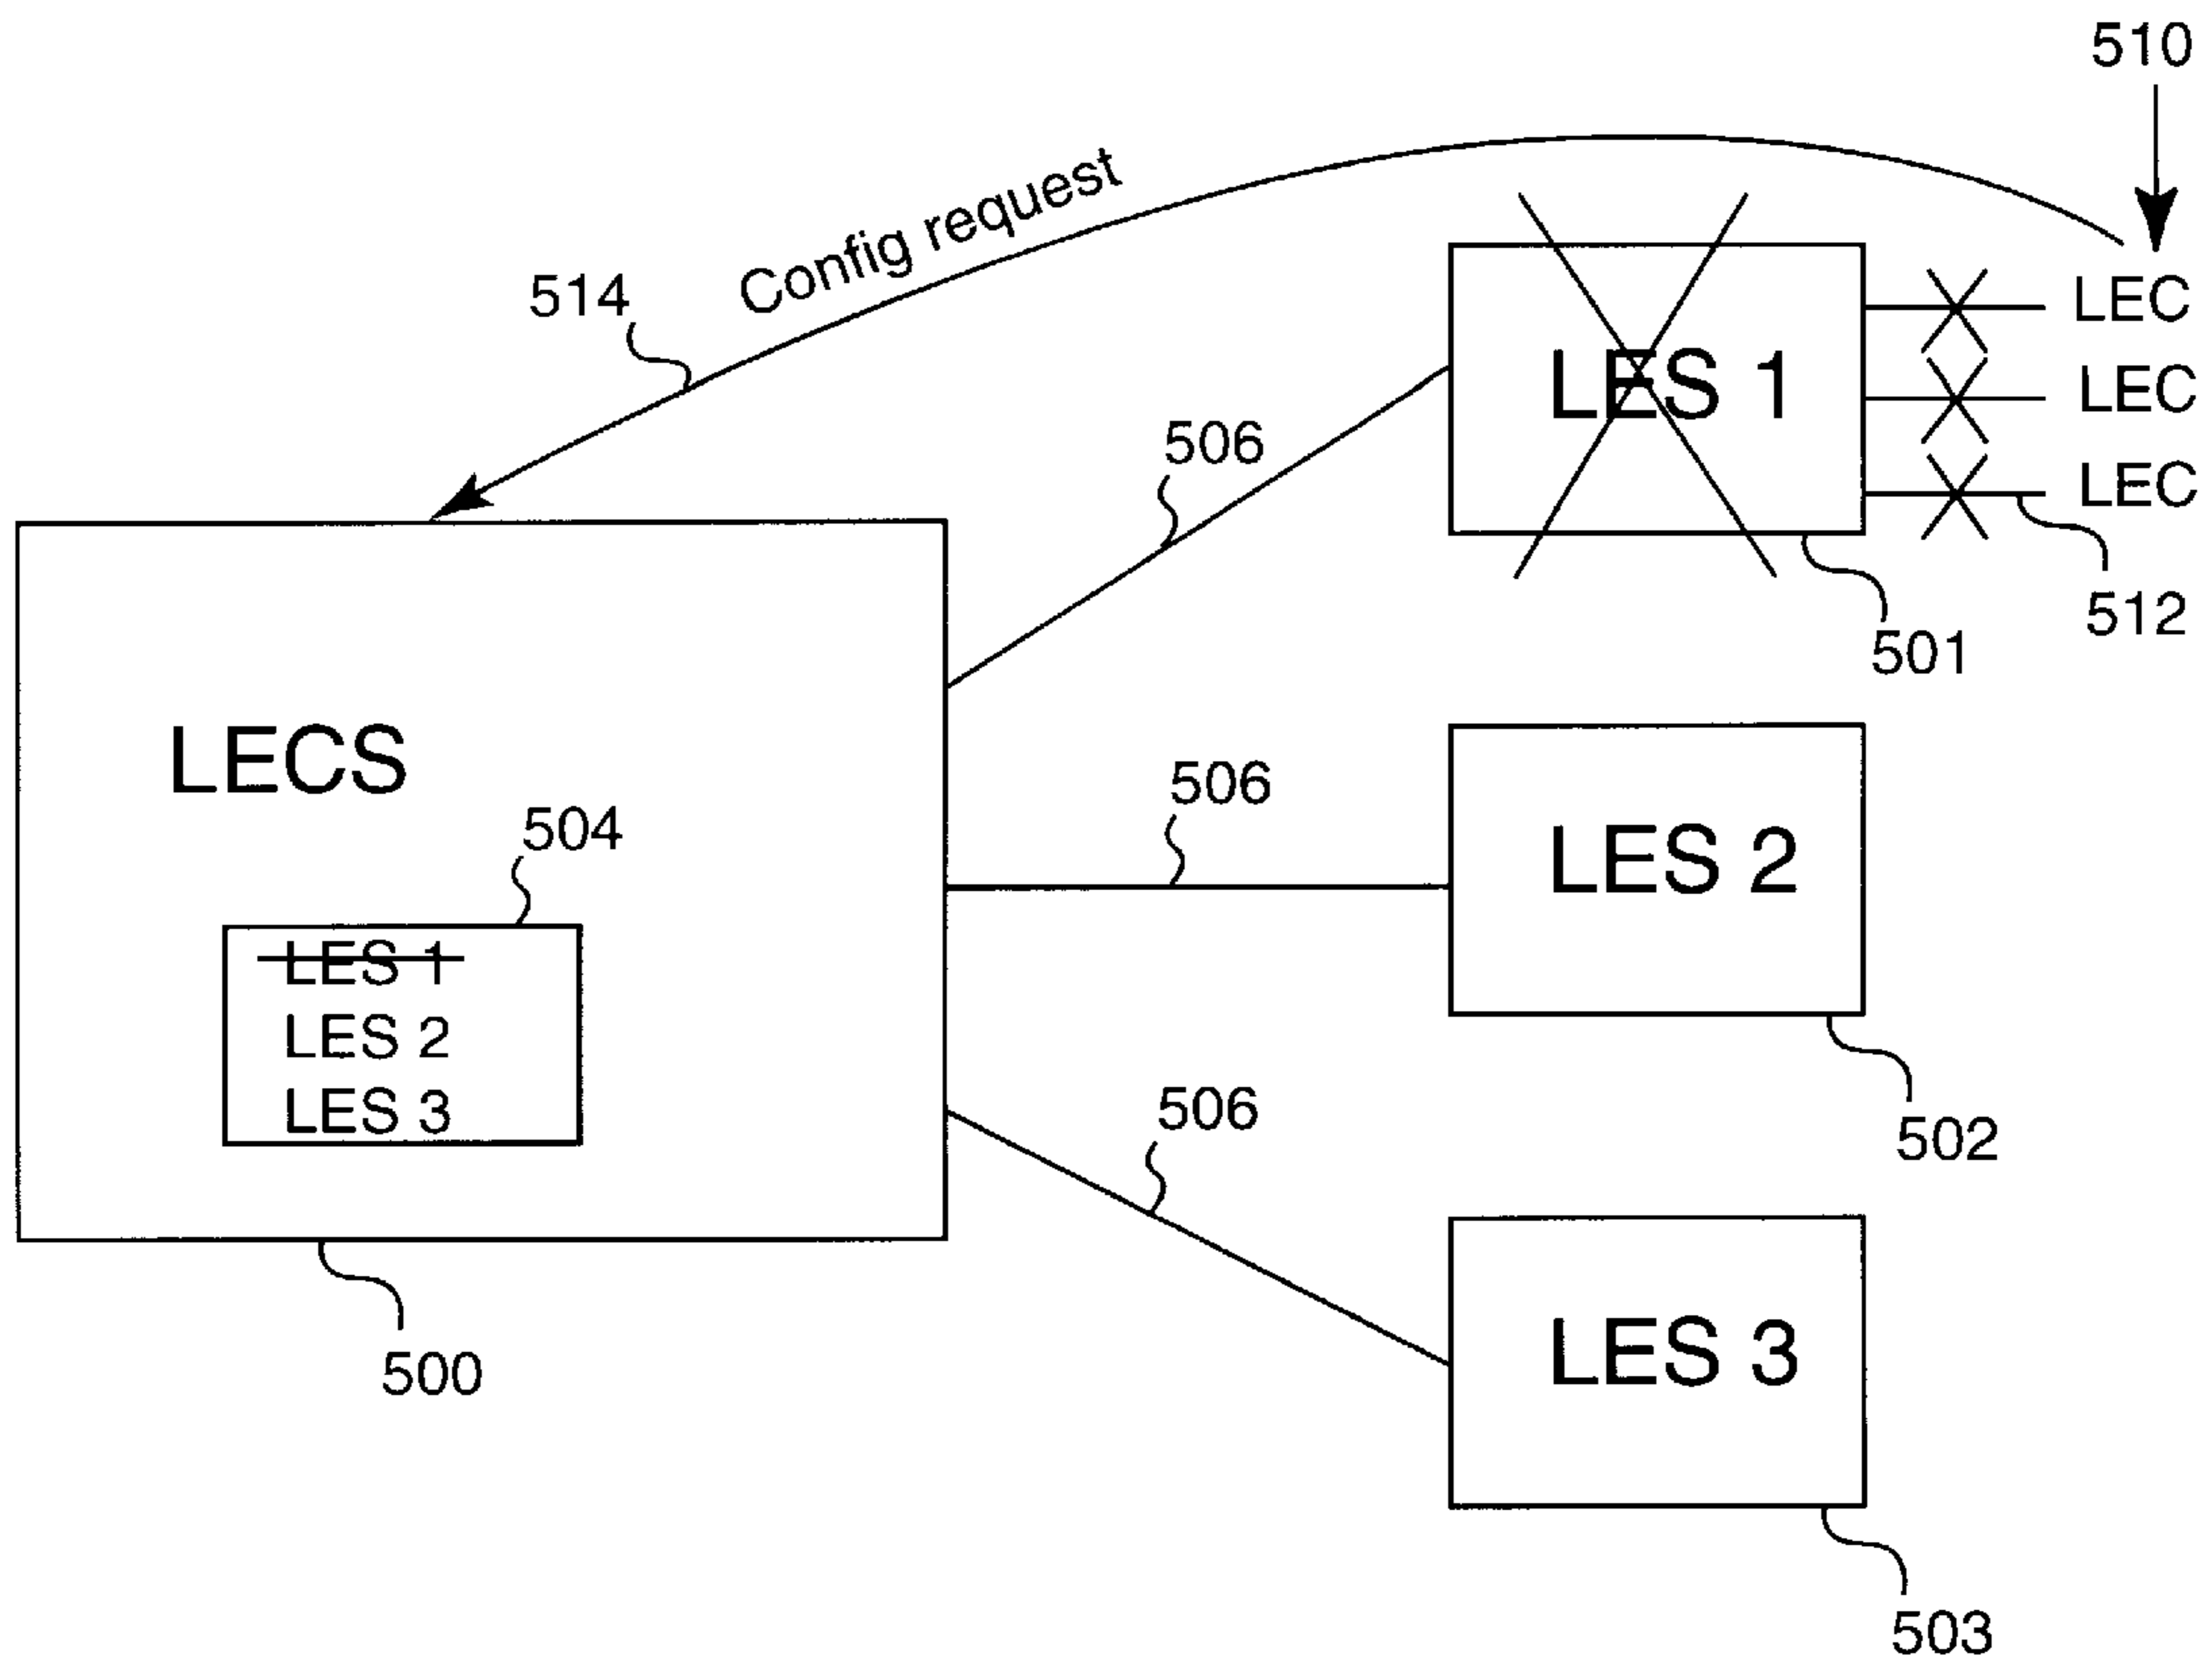 510
Config request
514
LEC
LES 1
LEC
506
LEC
512
501
LECS
506
LES 2
504
LES 1
LES 2
LES 3
506
502
500
LES 3
503